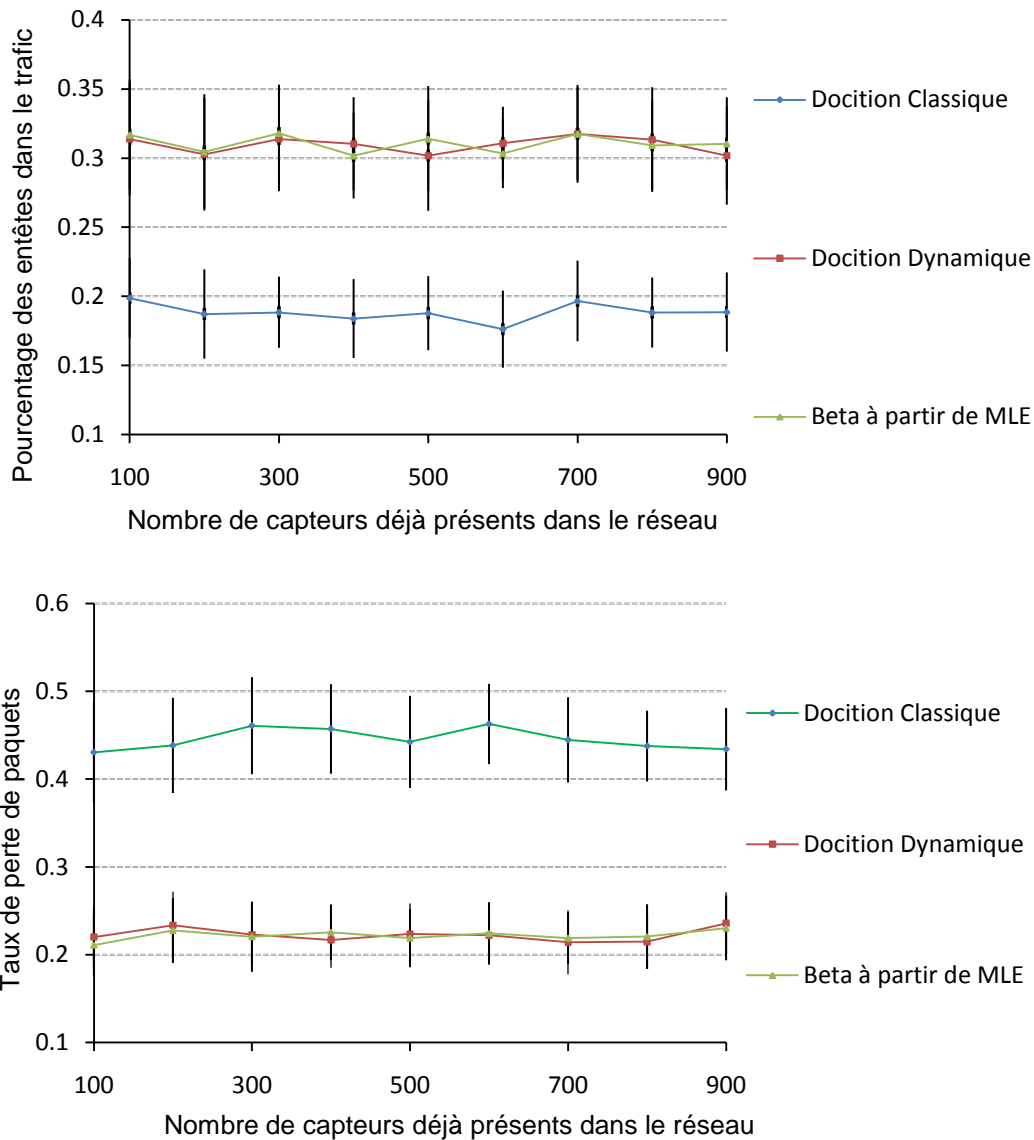 Pourcentage des entêtes dans le trafic
0.4
0.35
0.3
0.25
0.2
0.15
0.1
100 300 500 700 900
Nombre de capteurs déjà présents dans le réseau
Docition Classique
Docition Dynamique
Beta à partir de MLE
Taux de perte de paquets
0.6
0.5
0.4
0.3
0.2
0.1
100 300 500 700 900
Nombre de capteurs déjà présents dans le réseau
Docition Classique
Docition Dynamique
Beta à partir de MLE